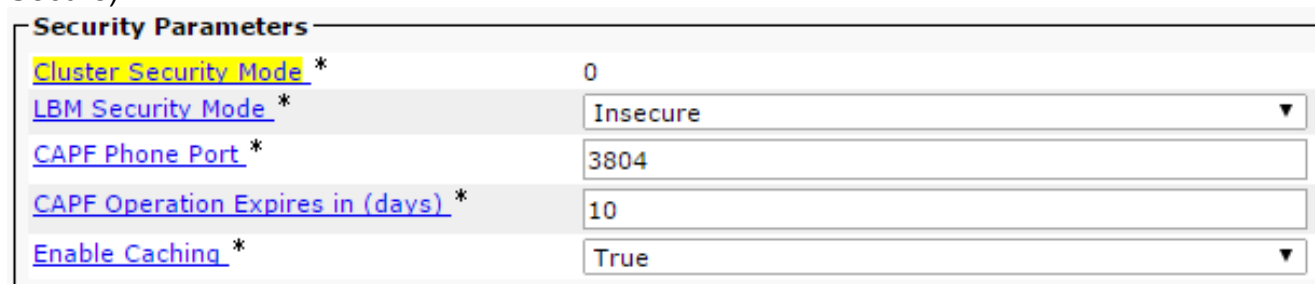 Security Parameters
Cluster Security Mode * 0
LBM Security Mode * Insecure
CAPF Phone Port * 3804
CAPF Operation Expires in (days) * 10
Enable Caching * True